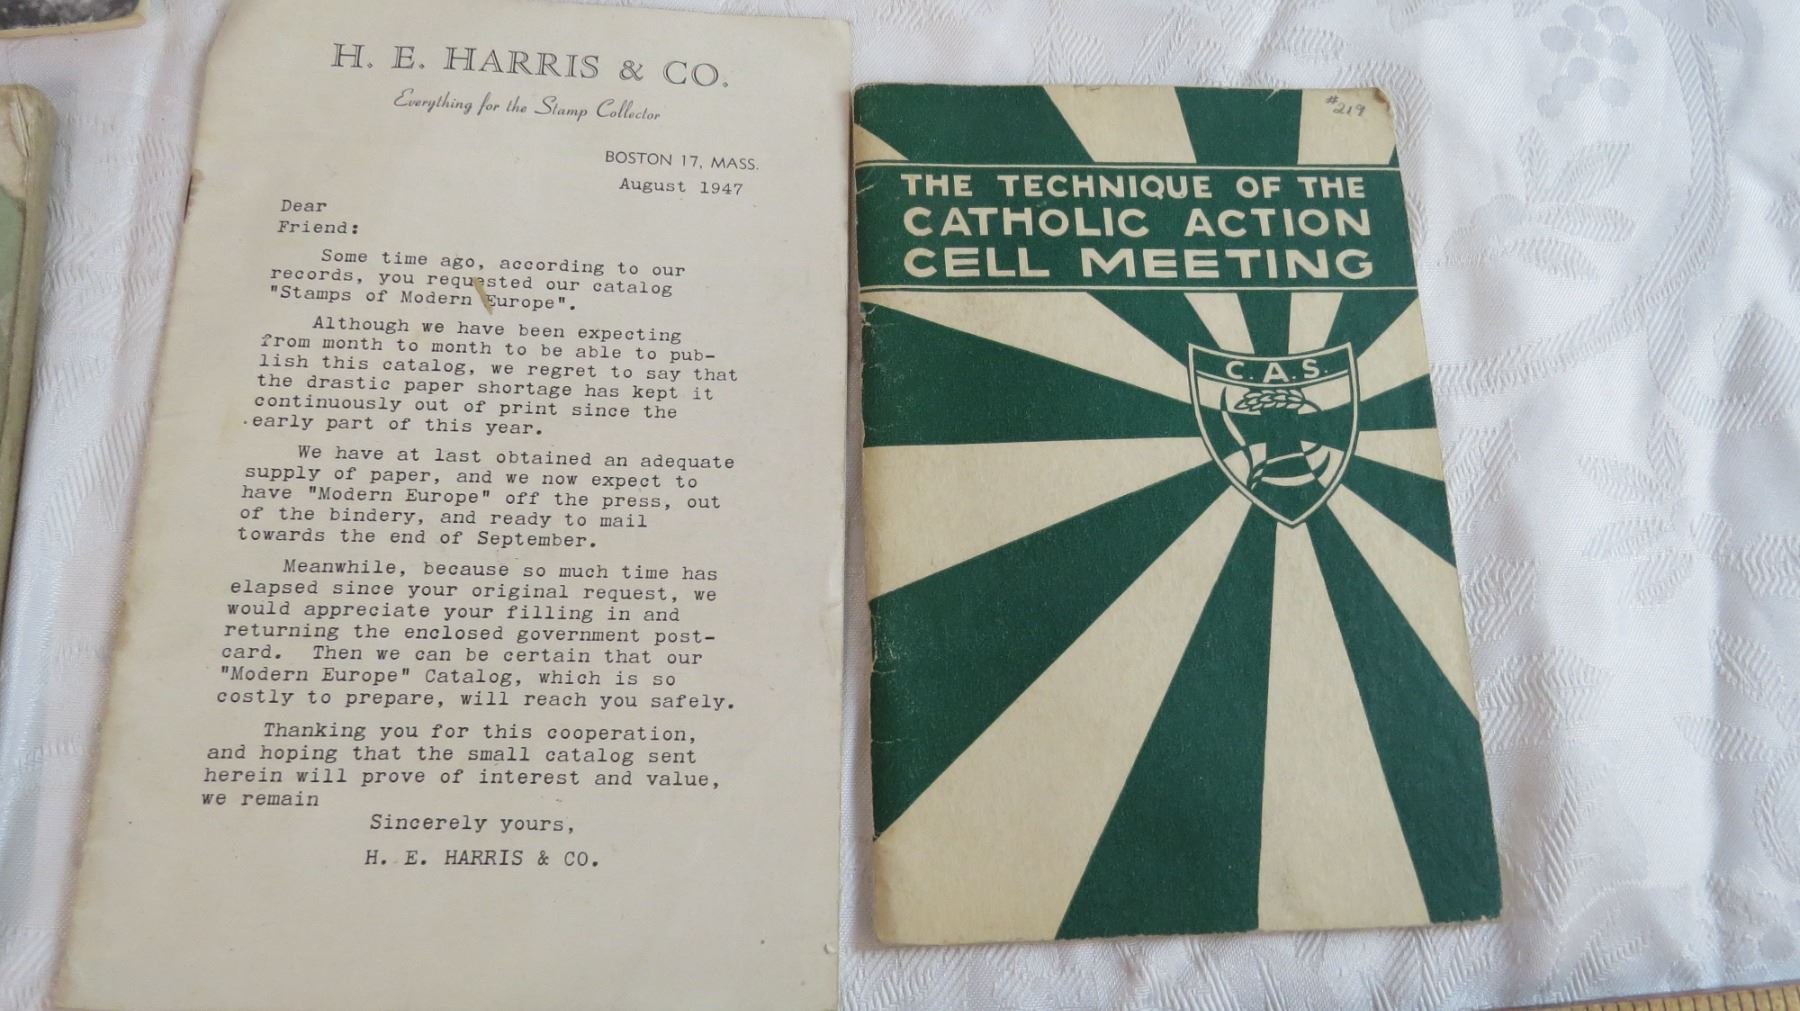 H. E. HARRIS & CO.
Everything for the Stamp Collector
BOSTON 17, MASS.
August 1947
Dear
Friend:
Some time ago, according to our
records, you requested our catalog
"Stamps of Modern Europe".
Although we have been expecting
from month to month to be able to pub-
lish this catalog, we regret to say that
the drastic paper shortage has kept it
continuously out of print since the
early part of this year.
We have at last obtained an adequate
supply of paper, and we now expect to
have "Modern Europe" off the press, out
of the bindery, and ready to mail
towards the end of September.
Meanwhile, because so much time has
elapsed since your original request, we
would appreciate your filling in and
returning the enclosed government post-
card. Then we can be certain that our
"Modern Europe" Catalog, which is so
costly to prepare, will reach you safely.
Thanking you for this cooperation,
and hoping that the small catalog sent
herein will prove of interest and value,
we remain
Sincerely yours,
H. E. HARRIS & CO.
#219
THE TECHNIQUE OF THE
CATHOLIC ACTION
CELL MEETING
C.A.S.